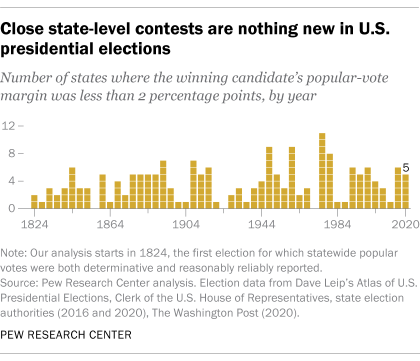 Close state-level contests are nothing new in U.S.
presidential elections
Number of states where the winning candidate's popular-vote
margin was less than 2 percentage points, by year
12
8
4
0
5
1824
1864
1904
1944
1984
2020
Note: Our analysis starts in 1824, the first election for which statewide popular
votes were both determinative and reasonably reliably reported.
Source: Pew Research Center analysis. Election data from Dave Leip's Atlas of U.S.
Presidential Elections, Clerk of the U.S. House of Representatives, state election
authorities (2016 and 2020), The Washington Post (2020).
PEW RESEARCH CENTER